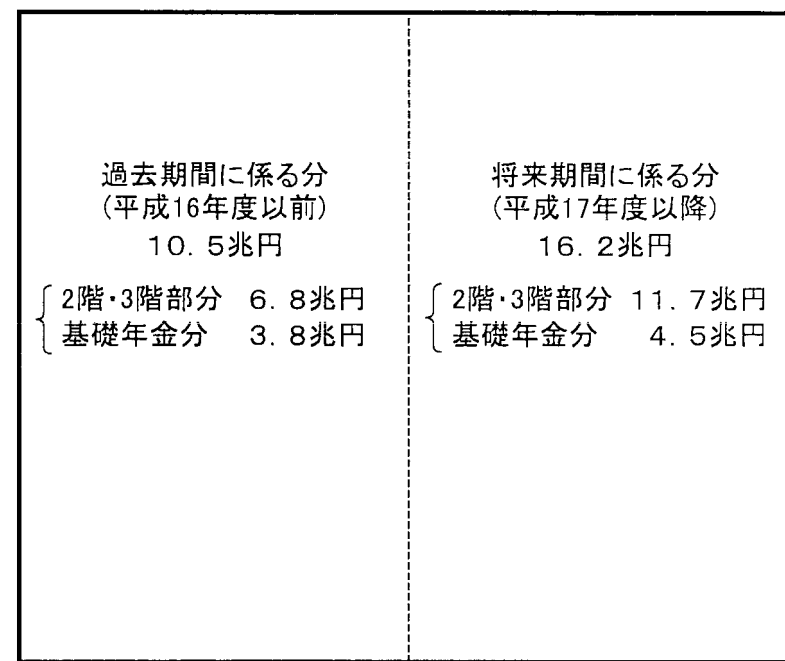 過去期間に係る分
(平成16年度以前)
10.5兆円
2階･3階部分 6.8兆円
基礎年金分 3.8兆円
将来期間に係る分
(平成17年度以降)
16.2兆円
2階･3階部分 11.7兆円
基礎年金分 4.5兆円